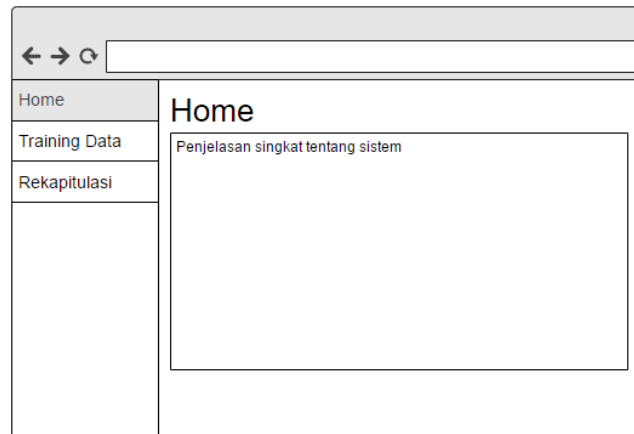 Home
Training Data
Rekapitulasi
Home
Penjelasan singkat tentang sistem